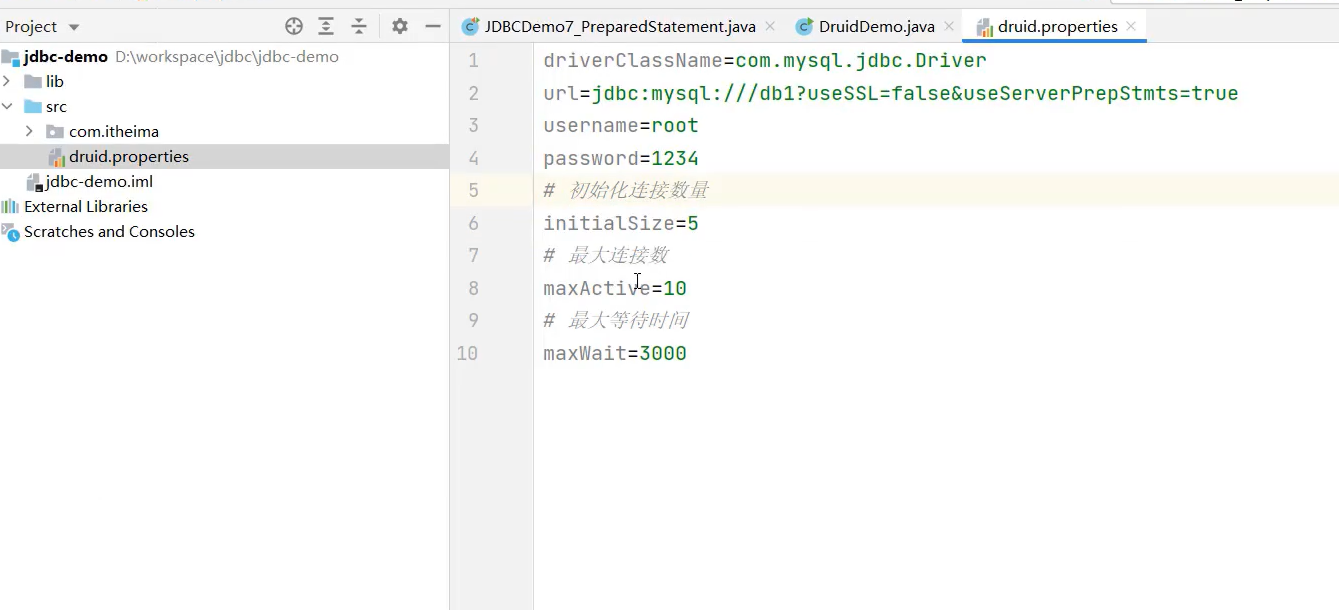 Project
JDBCDemo7_PreparedStatement.java
DruidDemo.java
druid.properties
jdbc-demo D:\workspace\jdbc\jdbc-demo
lib
src
com.itheima
druid.properties
jdbc-demo.iml
External Libraries
Scratches and Consoles
1 driverClassName=com.mysql.jdbc.Driver
2 url=jdbc:mysql:///db1?useSSL=false&useServerPrepStmts=true
3 username=root
4 password=1234
5 # 初始化连接数量
6 initialSize=5
7 # 最大连接数
8 maxActive=10
9 # 最大等待时间
10 maxWait=3000